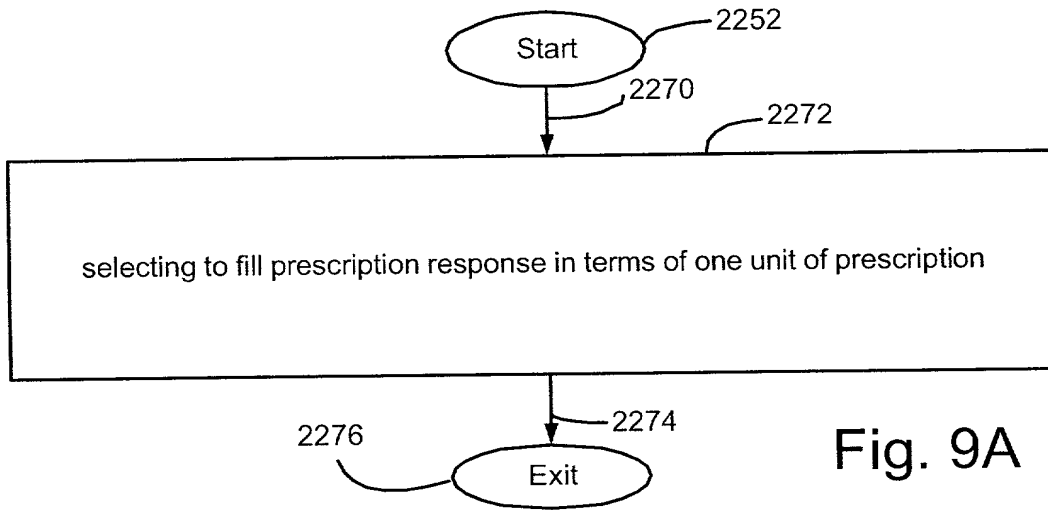 Start
2252
2270
2272
selecting to fill prescription response in terms of one unit of prescription
2274
2276
Exit
Fig. 9A